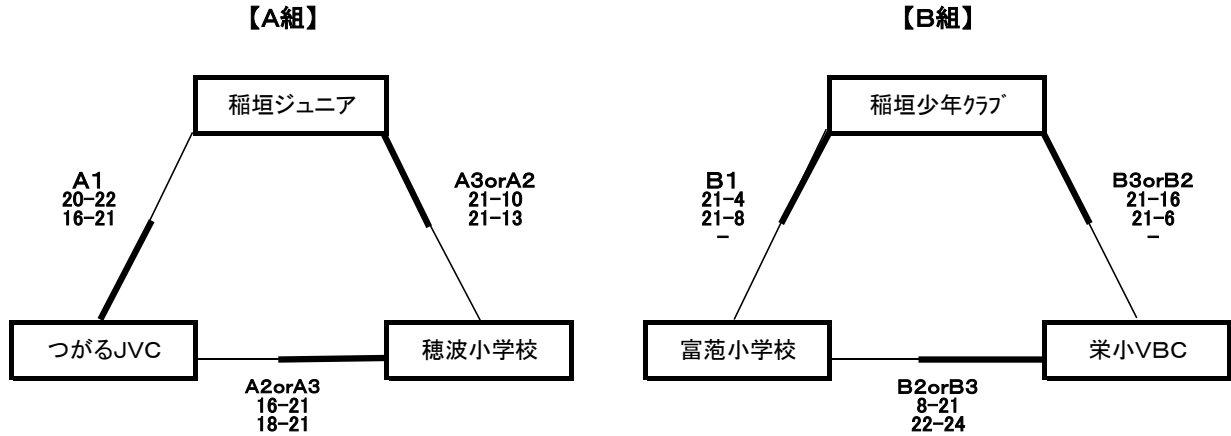 【A組】
稲垣ジュニア
A1
20-22
16-21
A3orA2
21-10
21-13
つがるJVC
穂波小学校
A2orA3
16-21
18-21
【B組】
稲垣少年ｸﾗﾌﾞ
B1
21-4
21-8
-
B3orB2
21-16
21-6
-
富萢小学校
栄小VBC
B2orB3
8-21
22-24